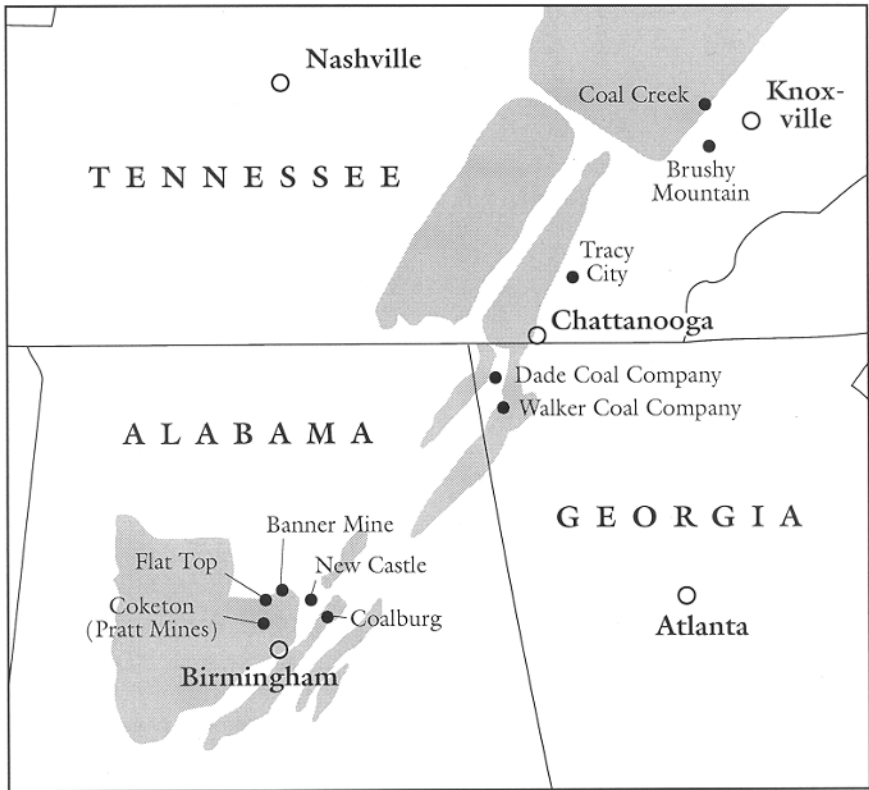 Nashville
Coal Creek
Knox-
ville
TENNESSEE
Brushy
Mountain
Tracy
City
Chattanooga
Dade Coal Company
Walker Coal Company
ALABAMA
GEORGIA
Banner Mine
Flat Top
New Castle
Coketon
(Pratt Mines)
Coalburg
Atlanta
Birmingham